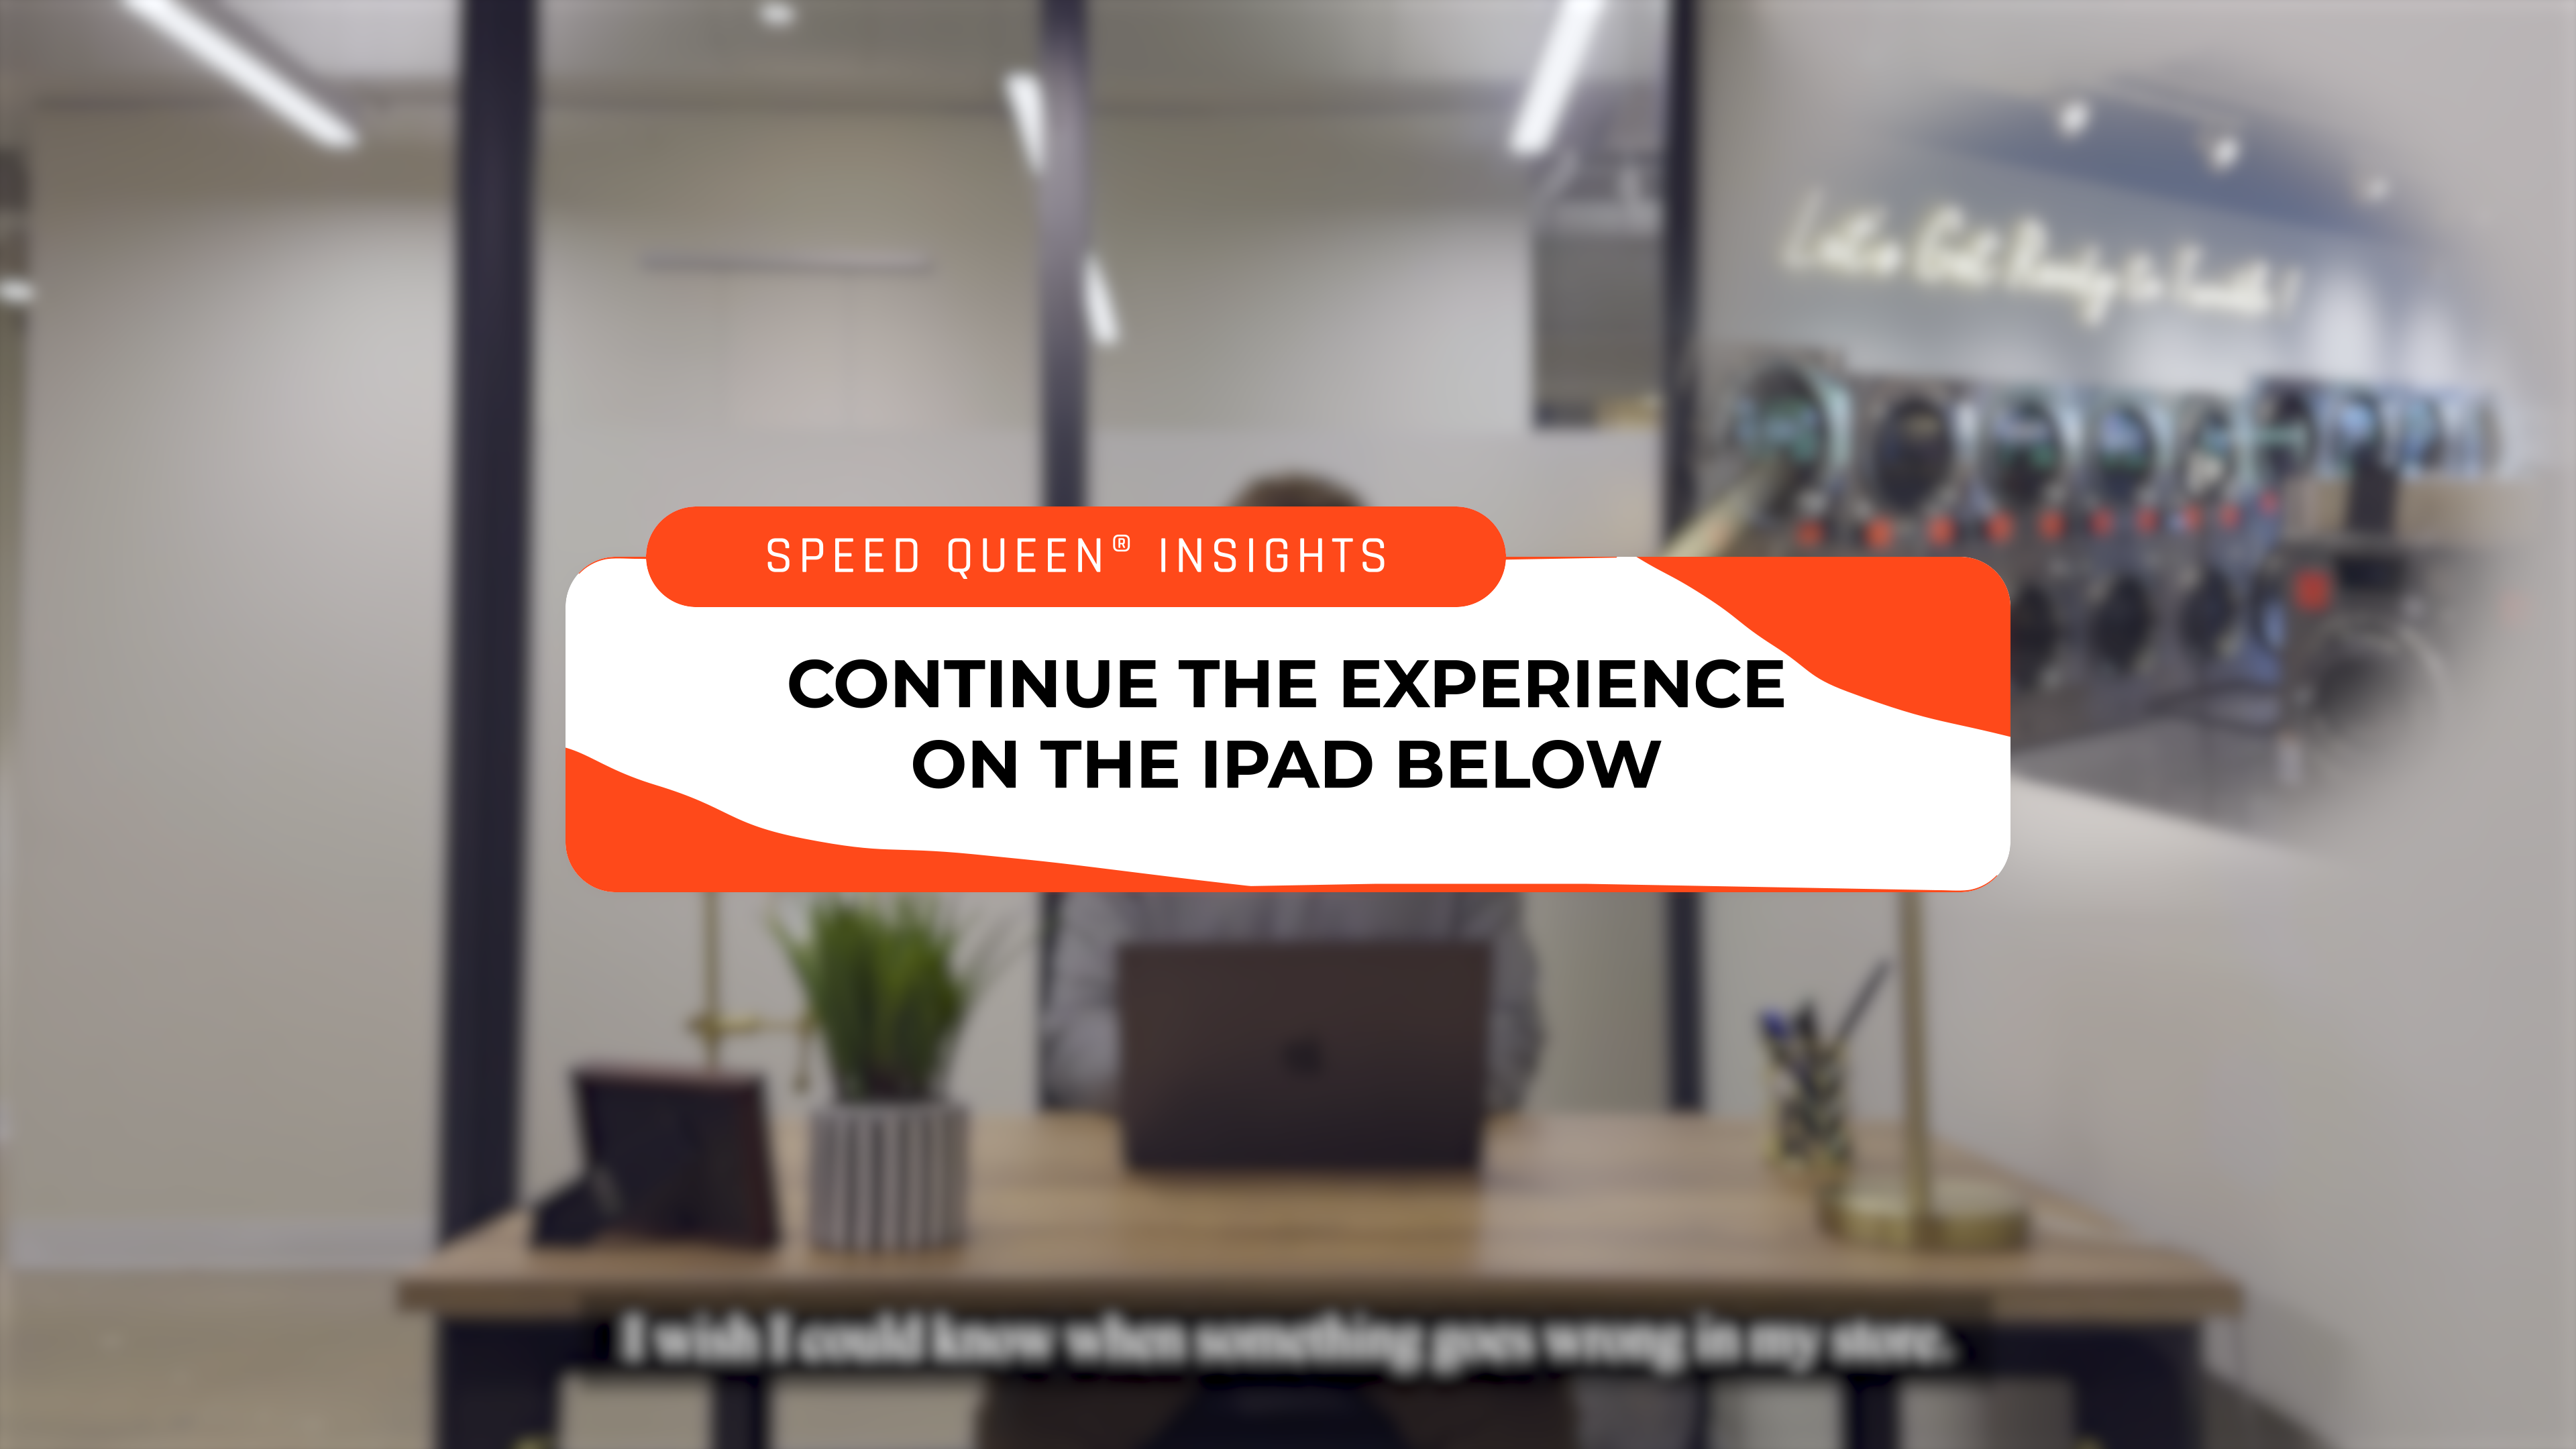 Let's Get Ready to
SPEED QUEEN® INSIGHTS
CONTINUE THE EXPERIENCE
ON THE IPAD BELOW
I wish I could know when something goes wrong in my store.